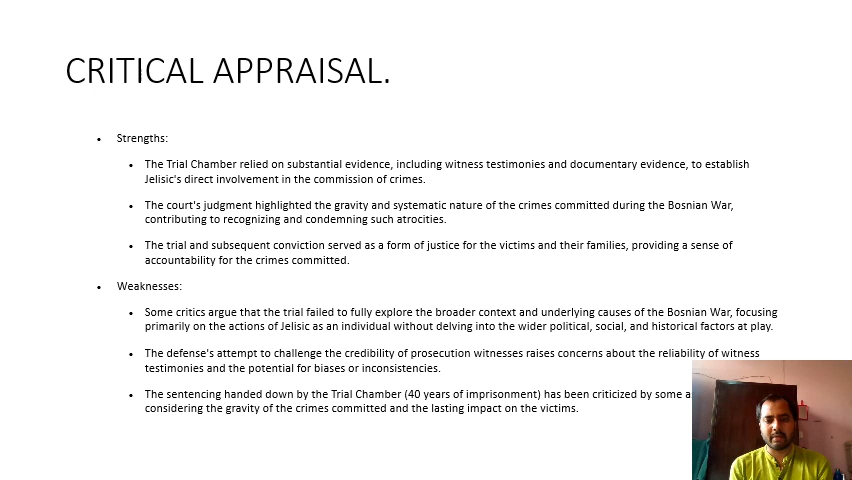 CRITICAL APPRAISAL.
• Strengths:
• The Trial Chamber relied on substantial evidence, including witness testimonies and documentary evidence, to establish
Jelisic's direct involvement in the commission of crimes.
• The court's judgment highlighted the gravity and systematic nature of the crimes committed during the Bosnian War,
contributing to recognizing and condemning such atrocities.
• The trial and subsequent conviction served as a form of justice for the victims and their families, providing a sense of
accountability for the crimes committed.
• Weaknesses:
• Some critics argue that the trial failed to fully explore the broader context and underlying causes of the Bosnian War, focusing
primarily on the actions of Jelisic as an individual without delving into the wider political, social, and historical factors at play.
• The defense's attempt to challenge the credibility of prosecution witnesses raises concerns about the reliability of witness
testimonies and the potential for biases or inconsistencies.
• The sentencing handed down by the Trial Chamber (40 years of imprisonment) has been criticized by some
considering the gravity of the crimes committed and the lasting impact on the victims.